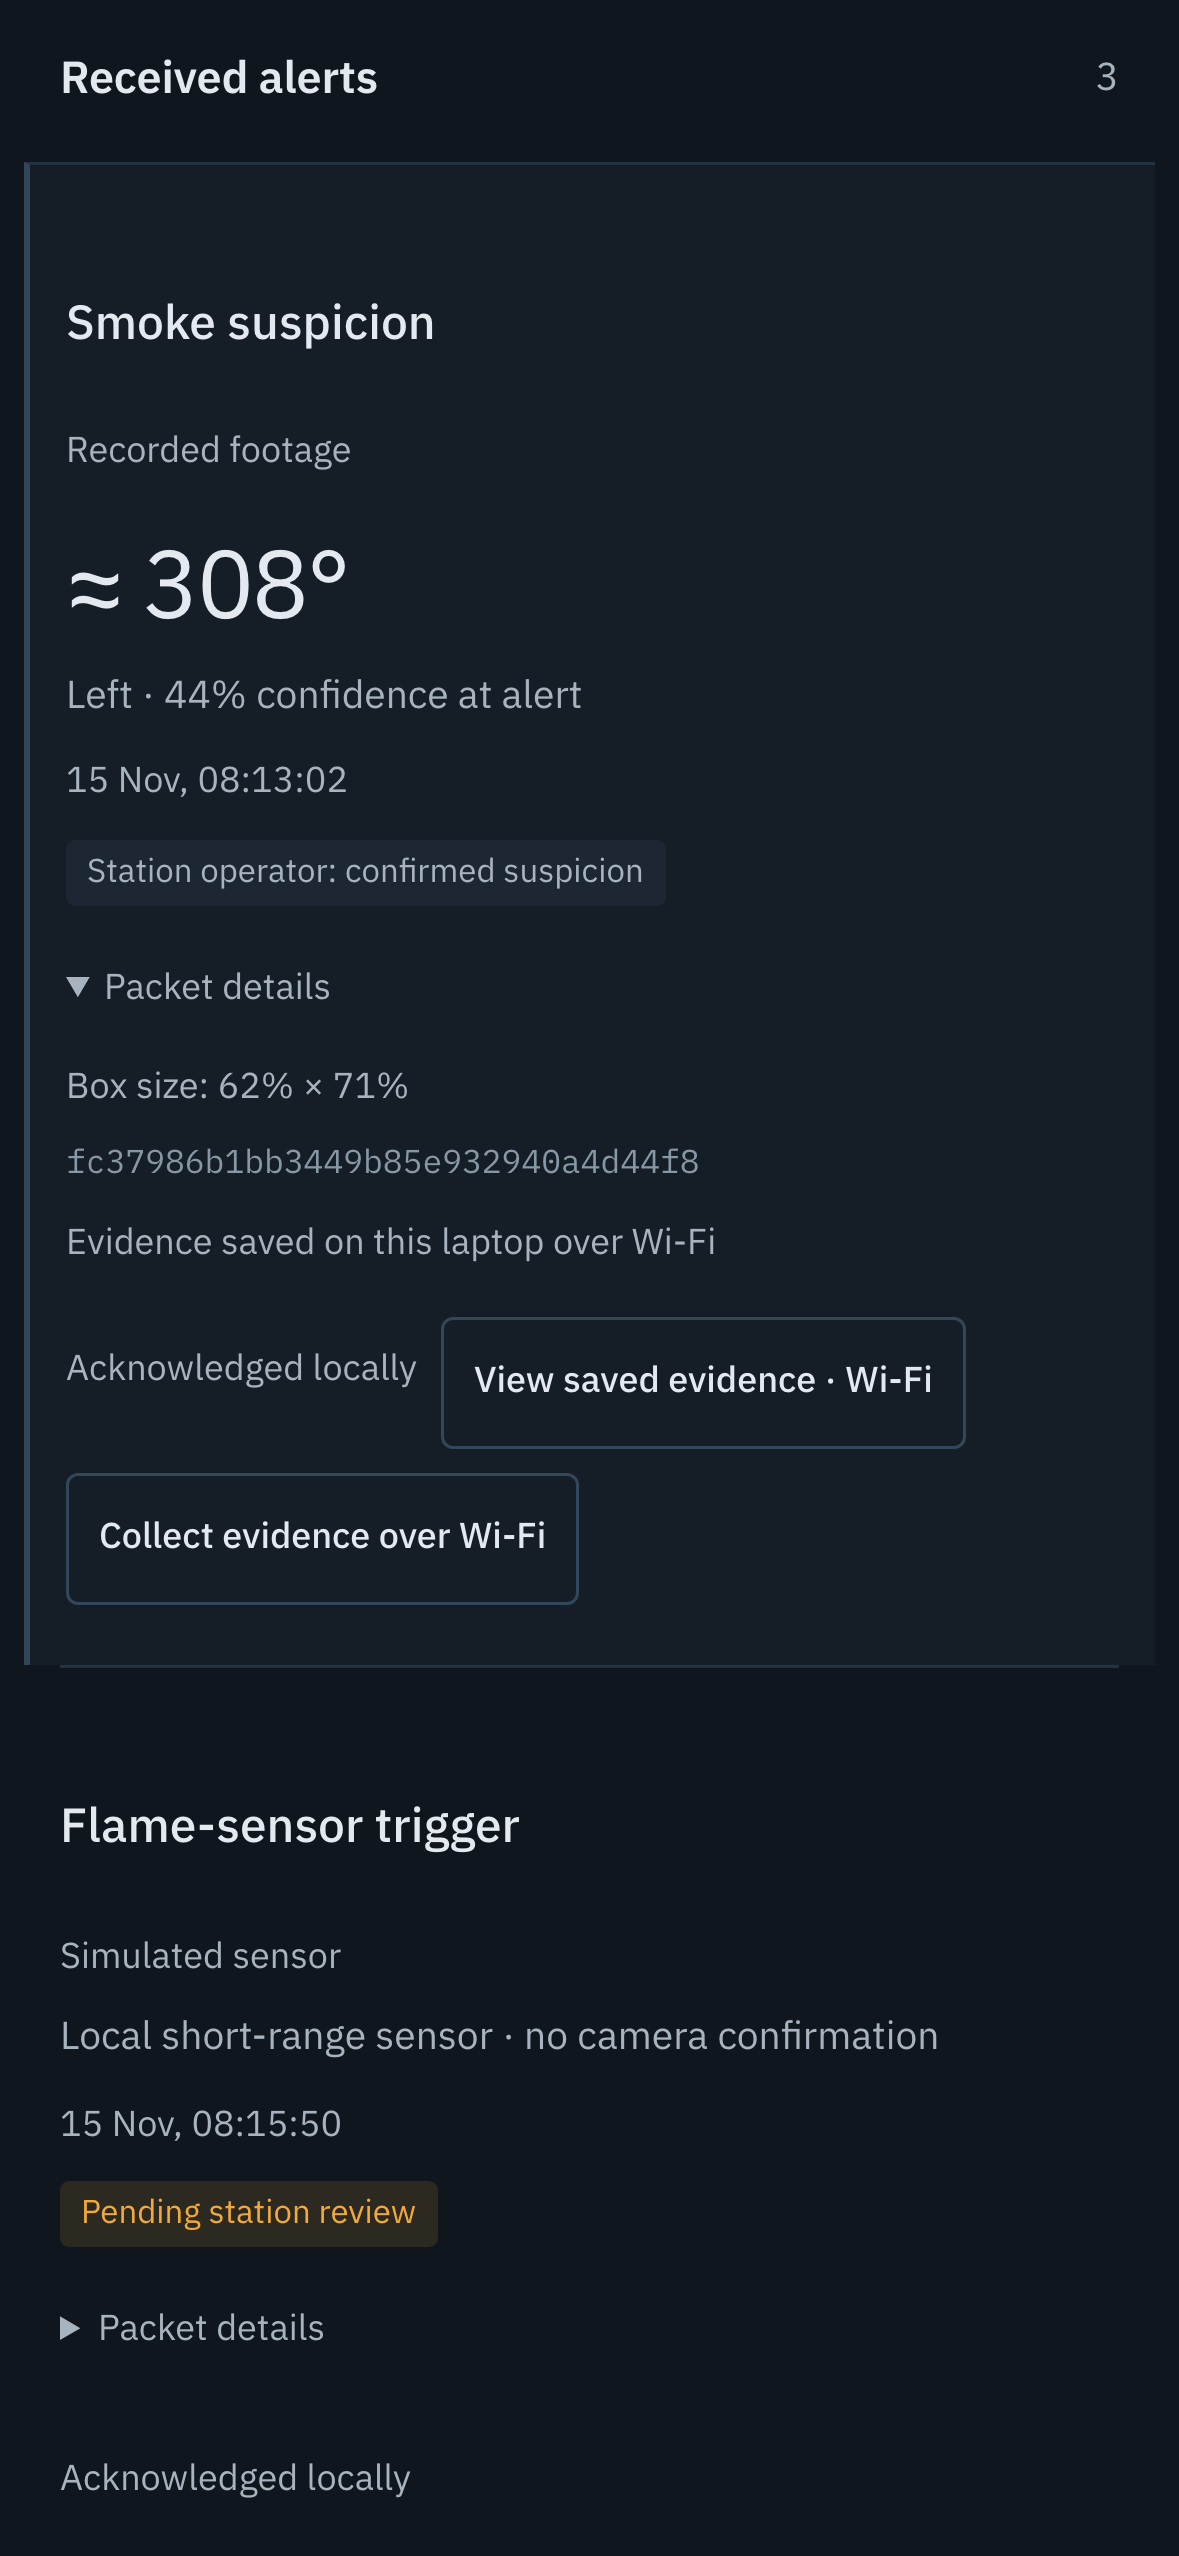 Received alerts 3
Smoke suspicion
Recorded footage
≈ 308°
Left · 44% confidence at alert
15 Nov, 08:13:02
Station operator: confirmed suspicion
▼ Packet details
Box size: 62% × 71%
fc37986b1bb3449b85e932940a4d44f8
Evidence saved on this laptop over Wi-Fi
Acknowledged locally View saved evidence · Wi-Fi
Collect evidence over Wi-Fi
Flame-sensor trigger
Simulated sensor
Local short-range sensor · no camera confirmation
15 Nov, 08:15:50
Pending station review
▶ Packet details
Acknowledged locally